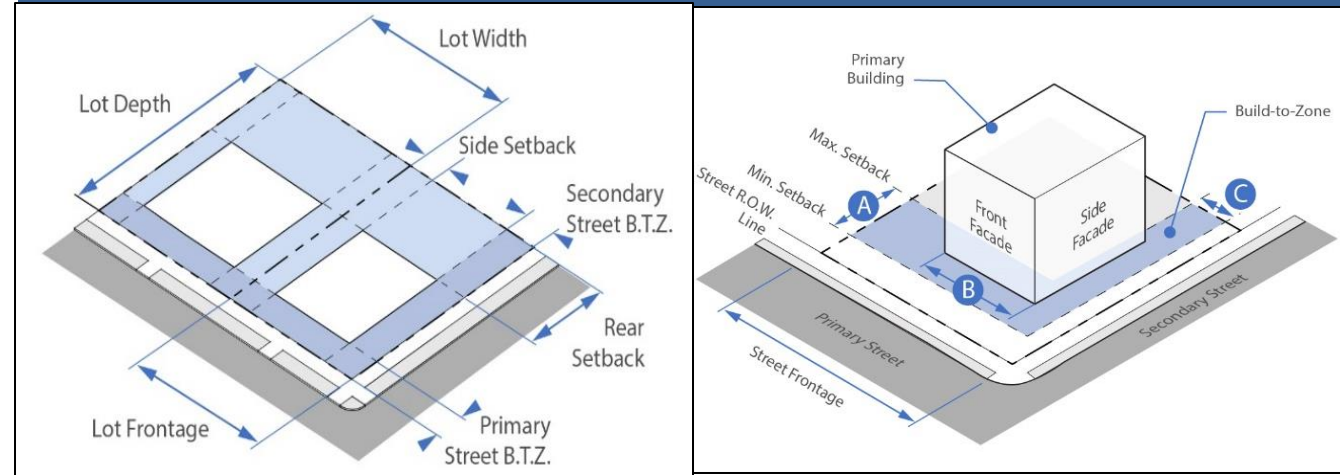 Lot Width
Lot Depth
Side Setback
Secondary
Street B.T.Z.
Rear
Setback
Primary
Street B.T.Z.
Lot Frontage
Primary
Building
Build-to-Zone
Max. Setback
Min. Setback
Street R.O.W.
Line
A
C
Front
Facade
Side
Facade
B
Primary Street
Secondary Street
Street Frontage